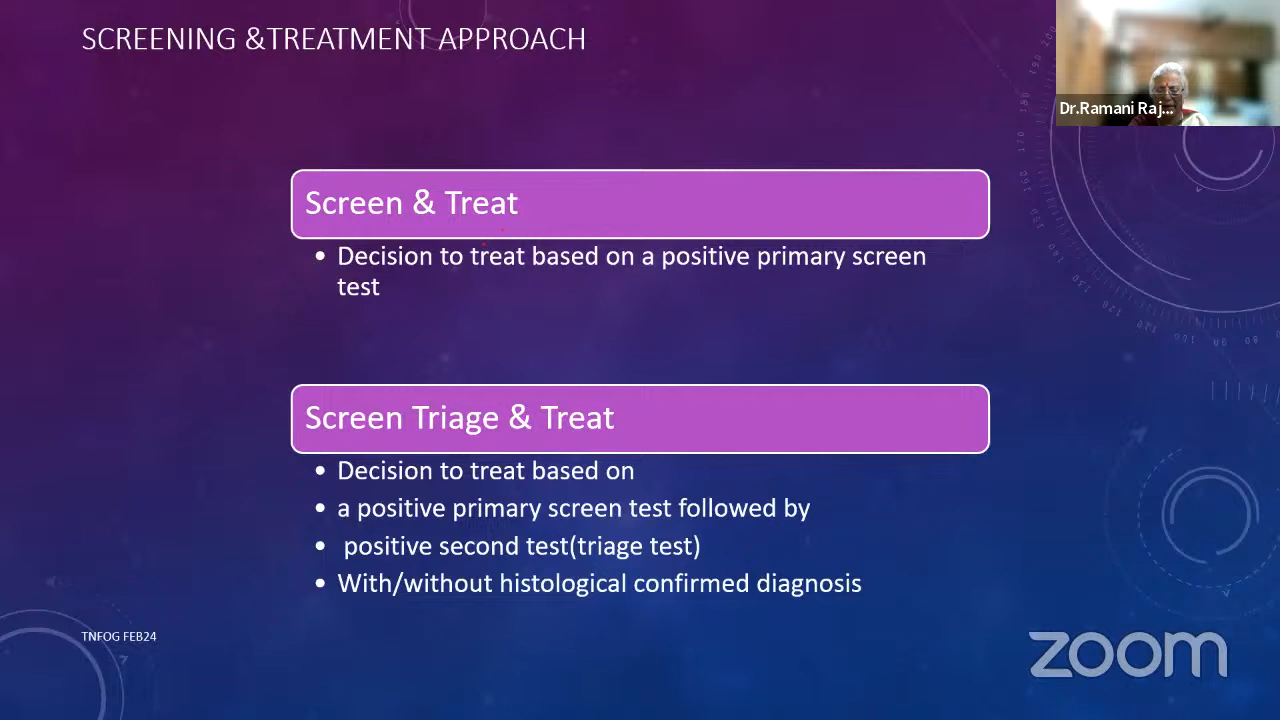 SCREENING &TREATMENT APPROACH
Dr.Ramani Raj...
Screen & Treat
• Decision to treat based on a positive primary screen
test
Screen Triage & Treat
• Decision to treat based on
• a positive primary screen test followed by
• positive second test(triage test)
• With/without histological confirmed diagnosis
TNFOG FEB24
zoom